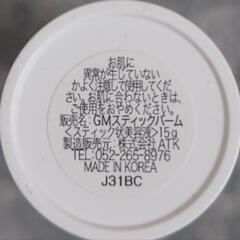 お肌に
異常が生じていない
かよく注意して使用してくださ
い。お肌に合わないときは、
ご使用をおやめください。
販売名：GMスティックバーム
<スティック状美容液>15g
製造販売元：株式会社ATK
TEL:052-265-8976
MADE IN KOREA
J31BC